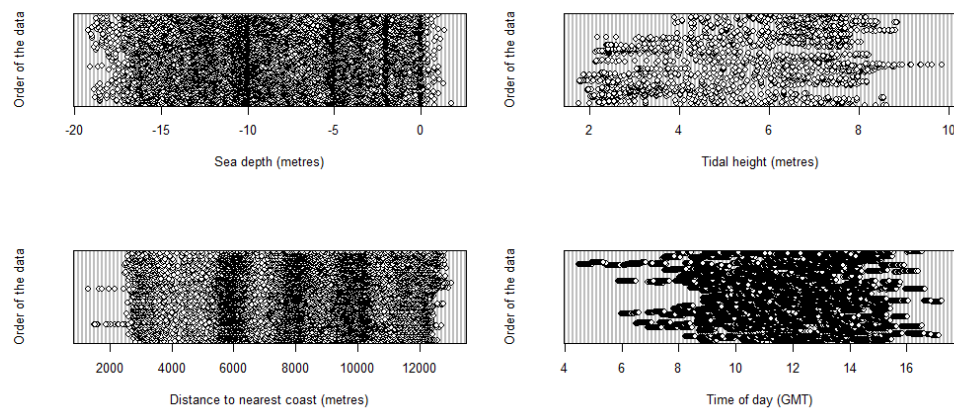 Order of the data
-20 -15 -10 -5 0
Sea depth (metres)
Order of the data
2 4 6 8 10
Tidal height (metres)
Order of the data
2000 4000 6000 8000 10000 12000
Distance to nearest coast (metres)
Order of the data
4 6 8 10 12 14 16
Time of day (GMT)